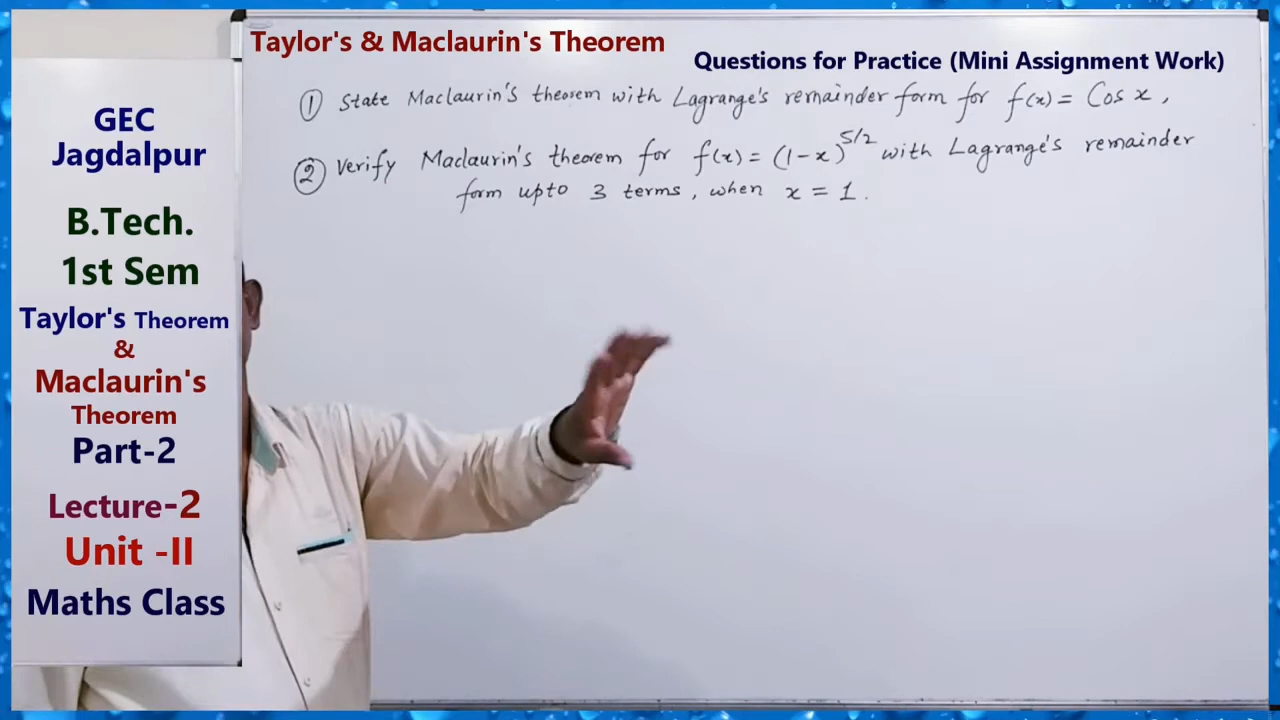 GEC
Jagdalpur
B.Tech.
1st Sem
Taylor's Theorem
&
Maclaurin's
Theorem
Part-2
Lecture-2
Unit -II
Maths Class
Taylor's & Maclaurin's Theorem
Questions for Practice (Mini Assignment Work)
① State Maclaurin's theorem with Lagrange's remainder form for f(x) = Cos x,
② Verify Maclaurin's theorem for f(x) = (1-x)^5/2 with Lagrange's remainder
form upto 3 terms, when x = 1.